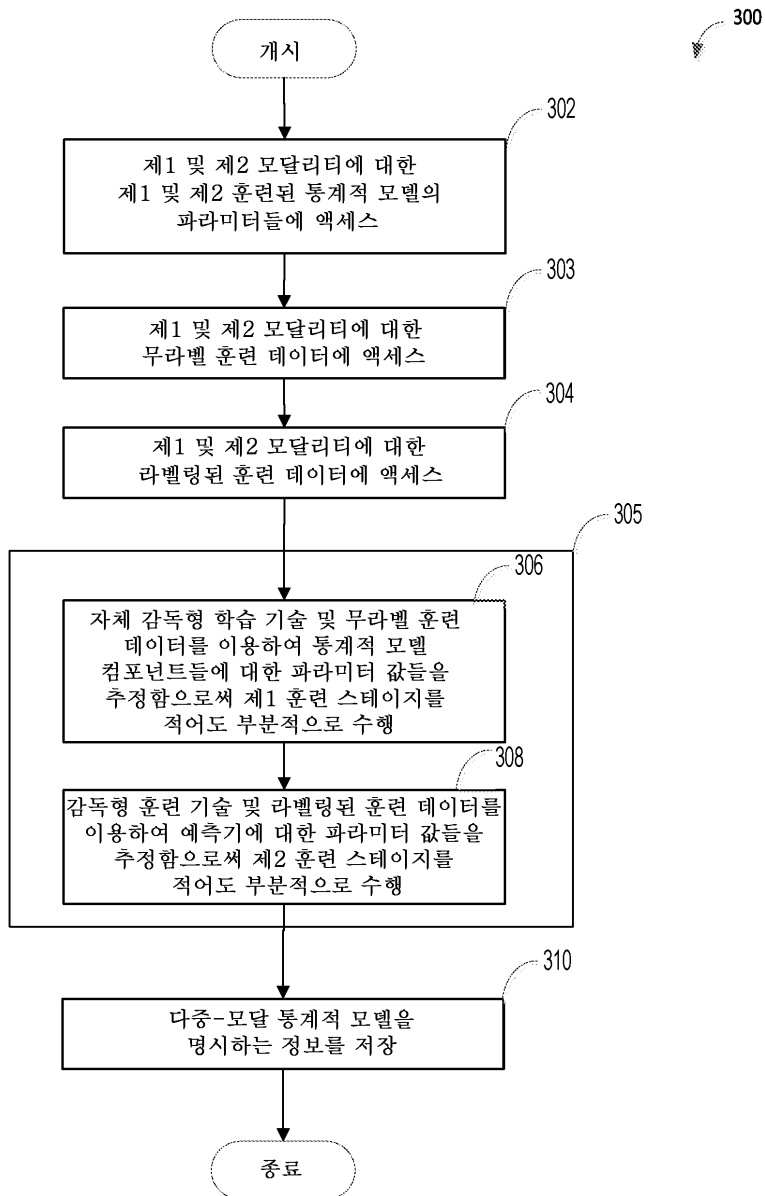 300
개시
302
제1 및 제2 모달리티에 대한
제1 및 제2 훈련된 통계적 모델의
파라미터들에 액세스
303
제1 및 제2 모달리티에 대한
무라벨 훈련 데이터에 액세스
304
제1 및 제2 모달리티에 대한
라벨링된 훈련 데이터에 액세스
305
306
자체 감독형 학습 기술 및 무라벨 훈련
데이터를 이용하여 통계적 모델
컴포넌트들에 대한 파라미터 값들을
추정함으로써 제1 훈련 스테이지를
적어도 부분적으로 수행
308
감독형 훈련 기술 및 라벨링된 훈련 데이터를
이용하여 예측기에 대한 파라미터 값들을
추정함으로써 제2 훈련 스테이지를
적어도 부분적으로 수행
310
다중-모달 통계적 모델을
명시하는 정보를 저장
종료